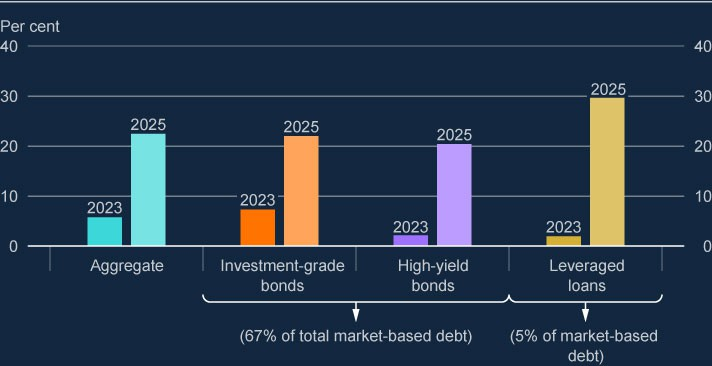 Per cent
40 40
30 30
20 20
10 10
0 0
2023 2025
2023 2025
2023 2025
2023 2025
Aggregate
Investment-grade
bonds
High-yield
bonds
Leveraged
loans
(67% of total market-based debt)
(5% of market-based
debt)